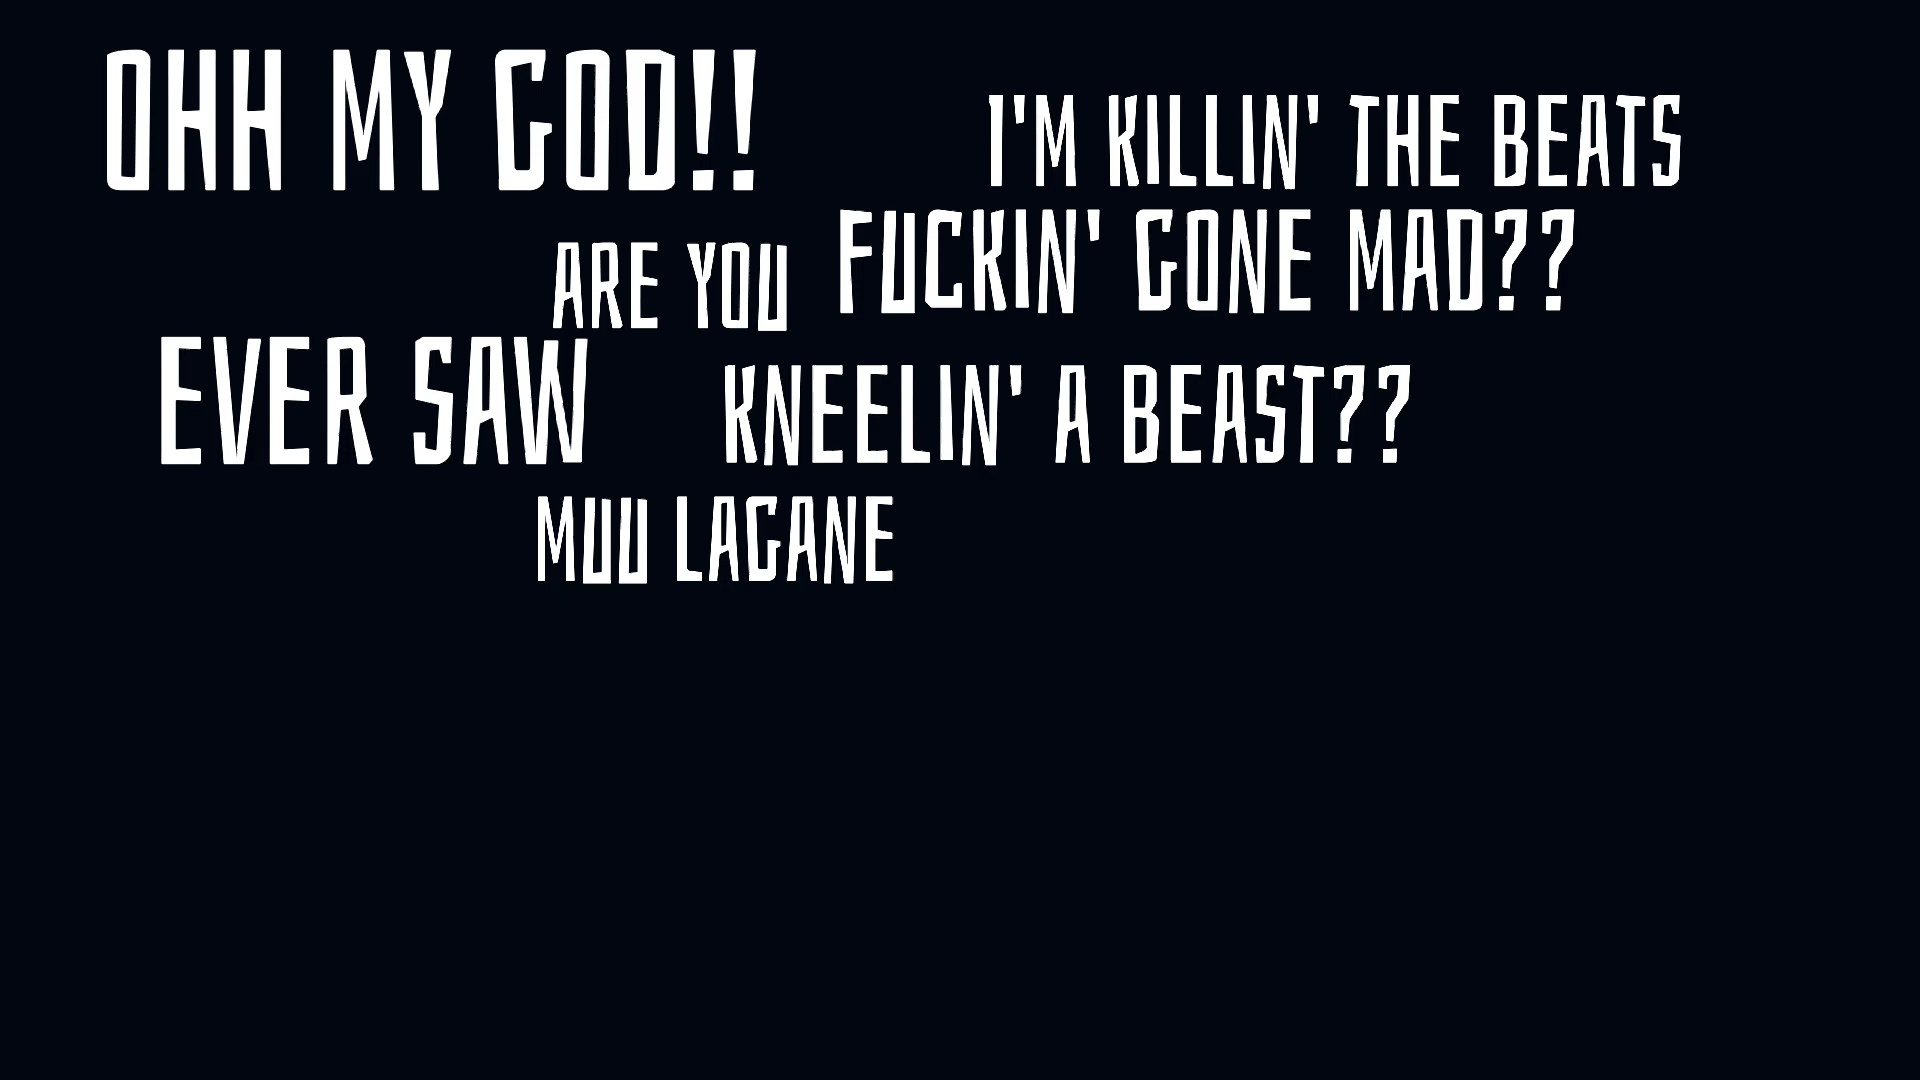 OHH MY GOD!!
I'M KILLIN' THE BEATS
ARE YOU FUCKIN' GONE MAD??
EVER SAW KNEELIN' A BEAST??
MUU LAGANE